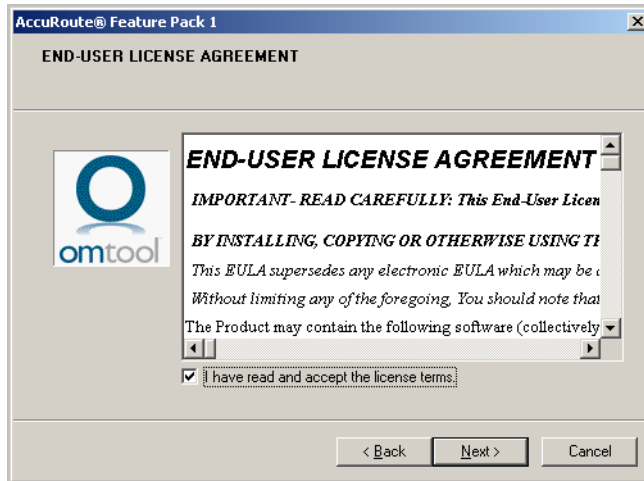 AccuRoute® Feature Pack 1
END-USER LICENSE AGREEMENT
omtool
END-USER LICENSE AGREEMENT
IMPORTANT- READ CAREFULLY: This End-User Licen
BY INSTALLING, COPYING OR OTHERWISE USING
This EULA supersedes any electronic EULA which may be
Without limiting any of the foregoing, You should note that
The Product may contain the following software (collectively
I have read and accept the license terms.
< Back
Next >
Cancel